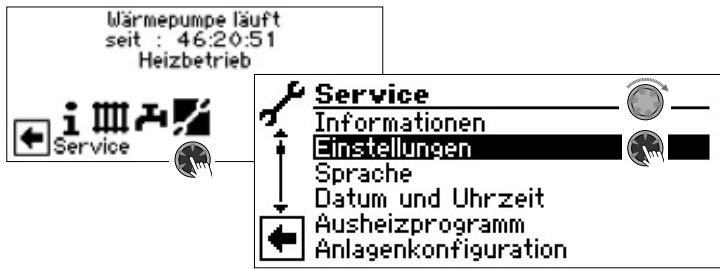 Wärmepumpe läuft
seit : 46:20:51
Heizbetrieb
Service
Service
Informationen
Einstellungen
Sprache
Datum und Uhrzeit
Ausheizprogramm
Anlagenkonfiguration